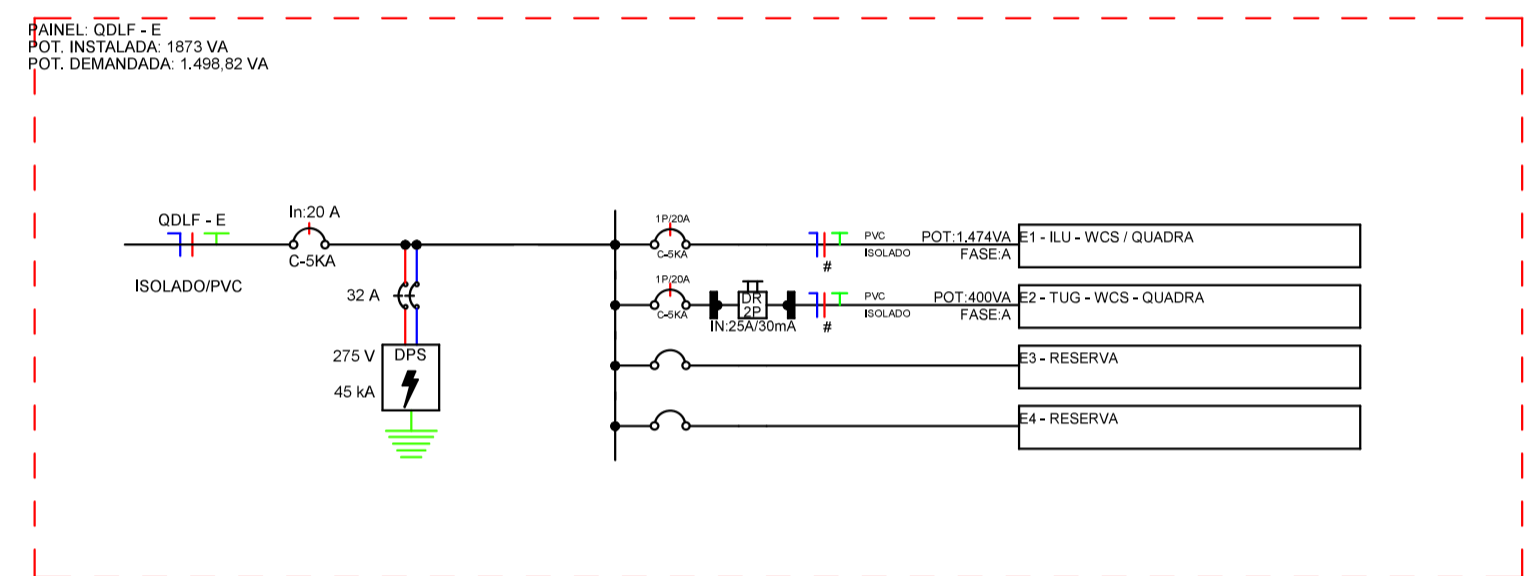 PAINEL: QDLF - E
POT. INSTALADA: 1873 VA
POT. DEMANDADA: 1.498,82 VA
QDLF - E
ISOLADO/PVC
In:20 A
C-5KA
32 A
275 V
DPS
45 kA
1P/20A
C-5KA
#
PVC
ISOLADO
POT:1.474VA
FASE:A
E1 - ILU - WCS / QUADRA
1P/20A
C-5KA
DR
2P
IN:25A/30mA
#
PVC
ISOLADO
POT:400VA
FASE:A
E2 - TUG - WCS - QUADRA
E3 - RESERVA
E4 - RESERVA